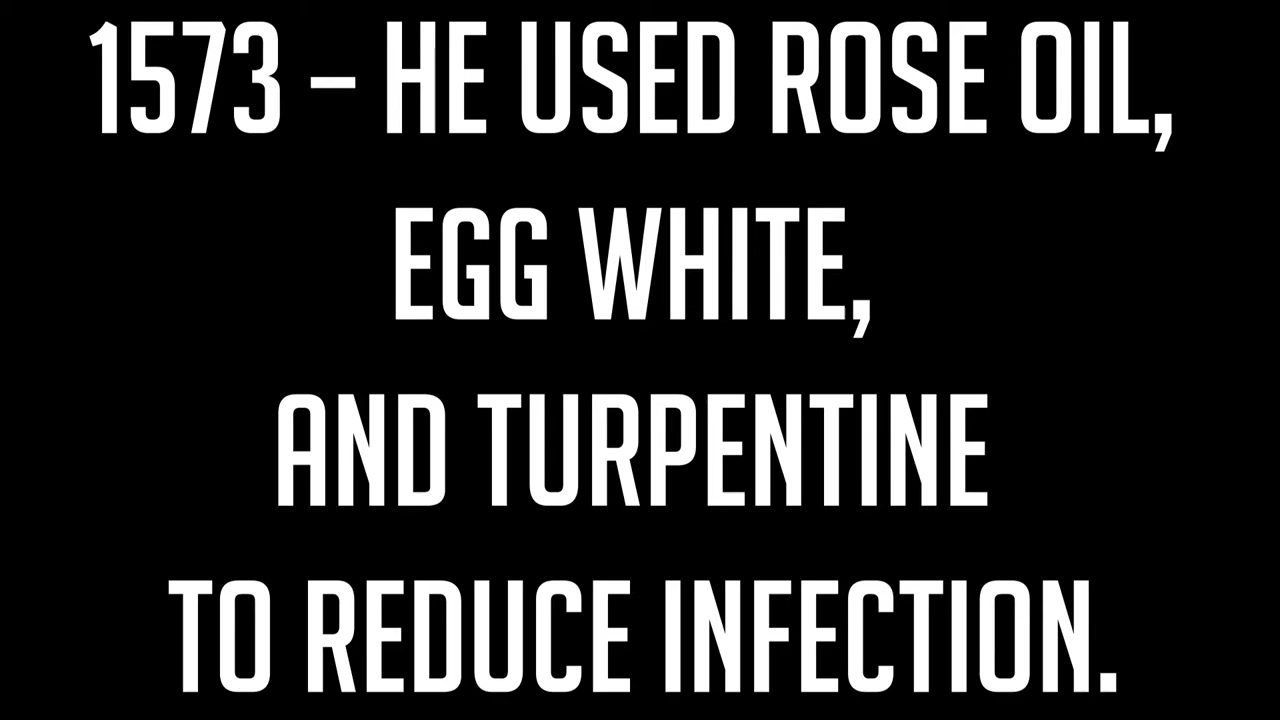 1573 – HE USED ROSE OIL,
EGG WHITE,
AND TURPENTINE
TO REDUCE INFECTION.